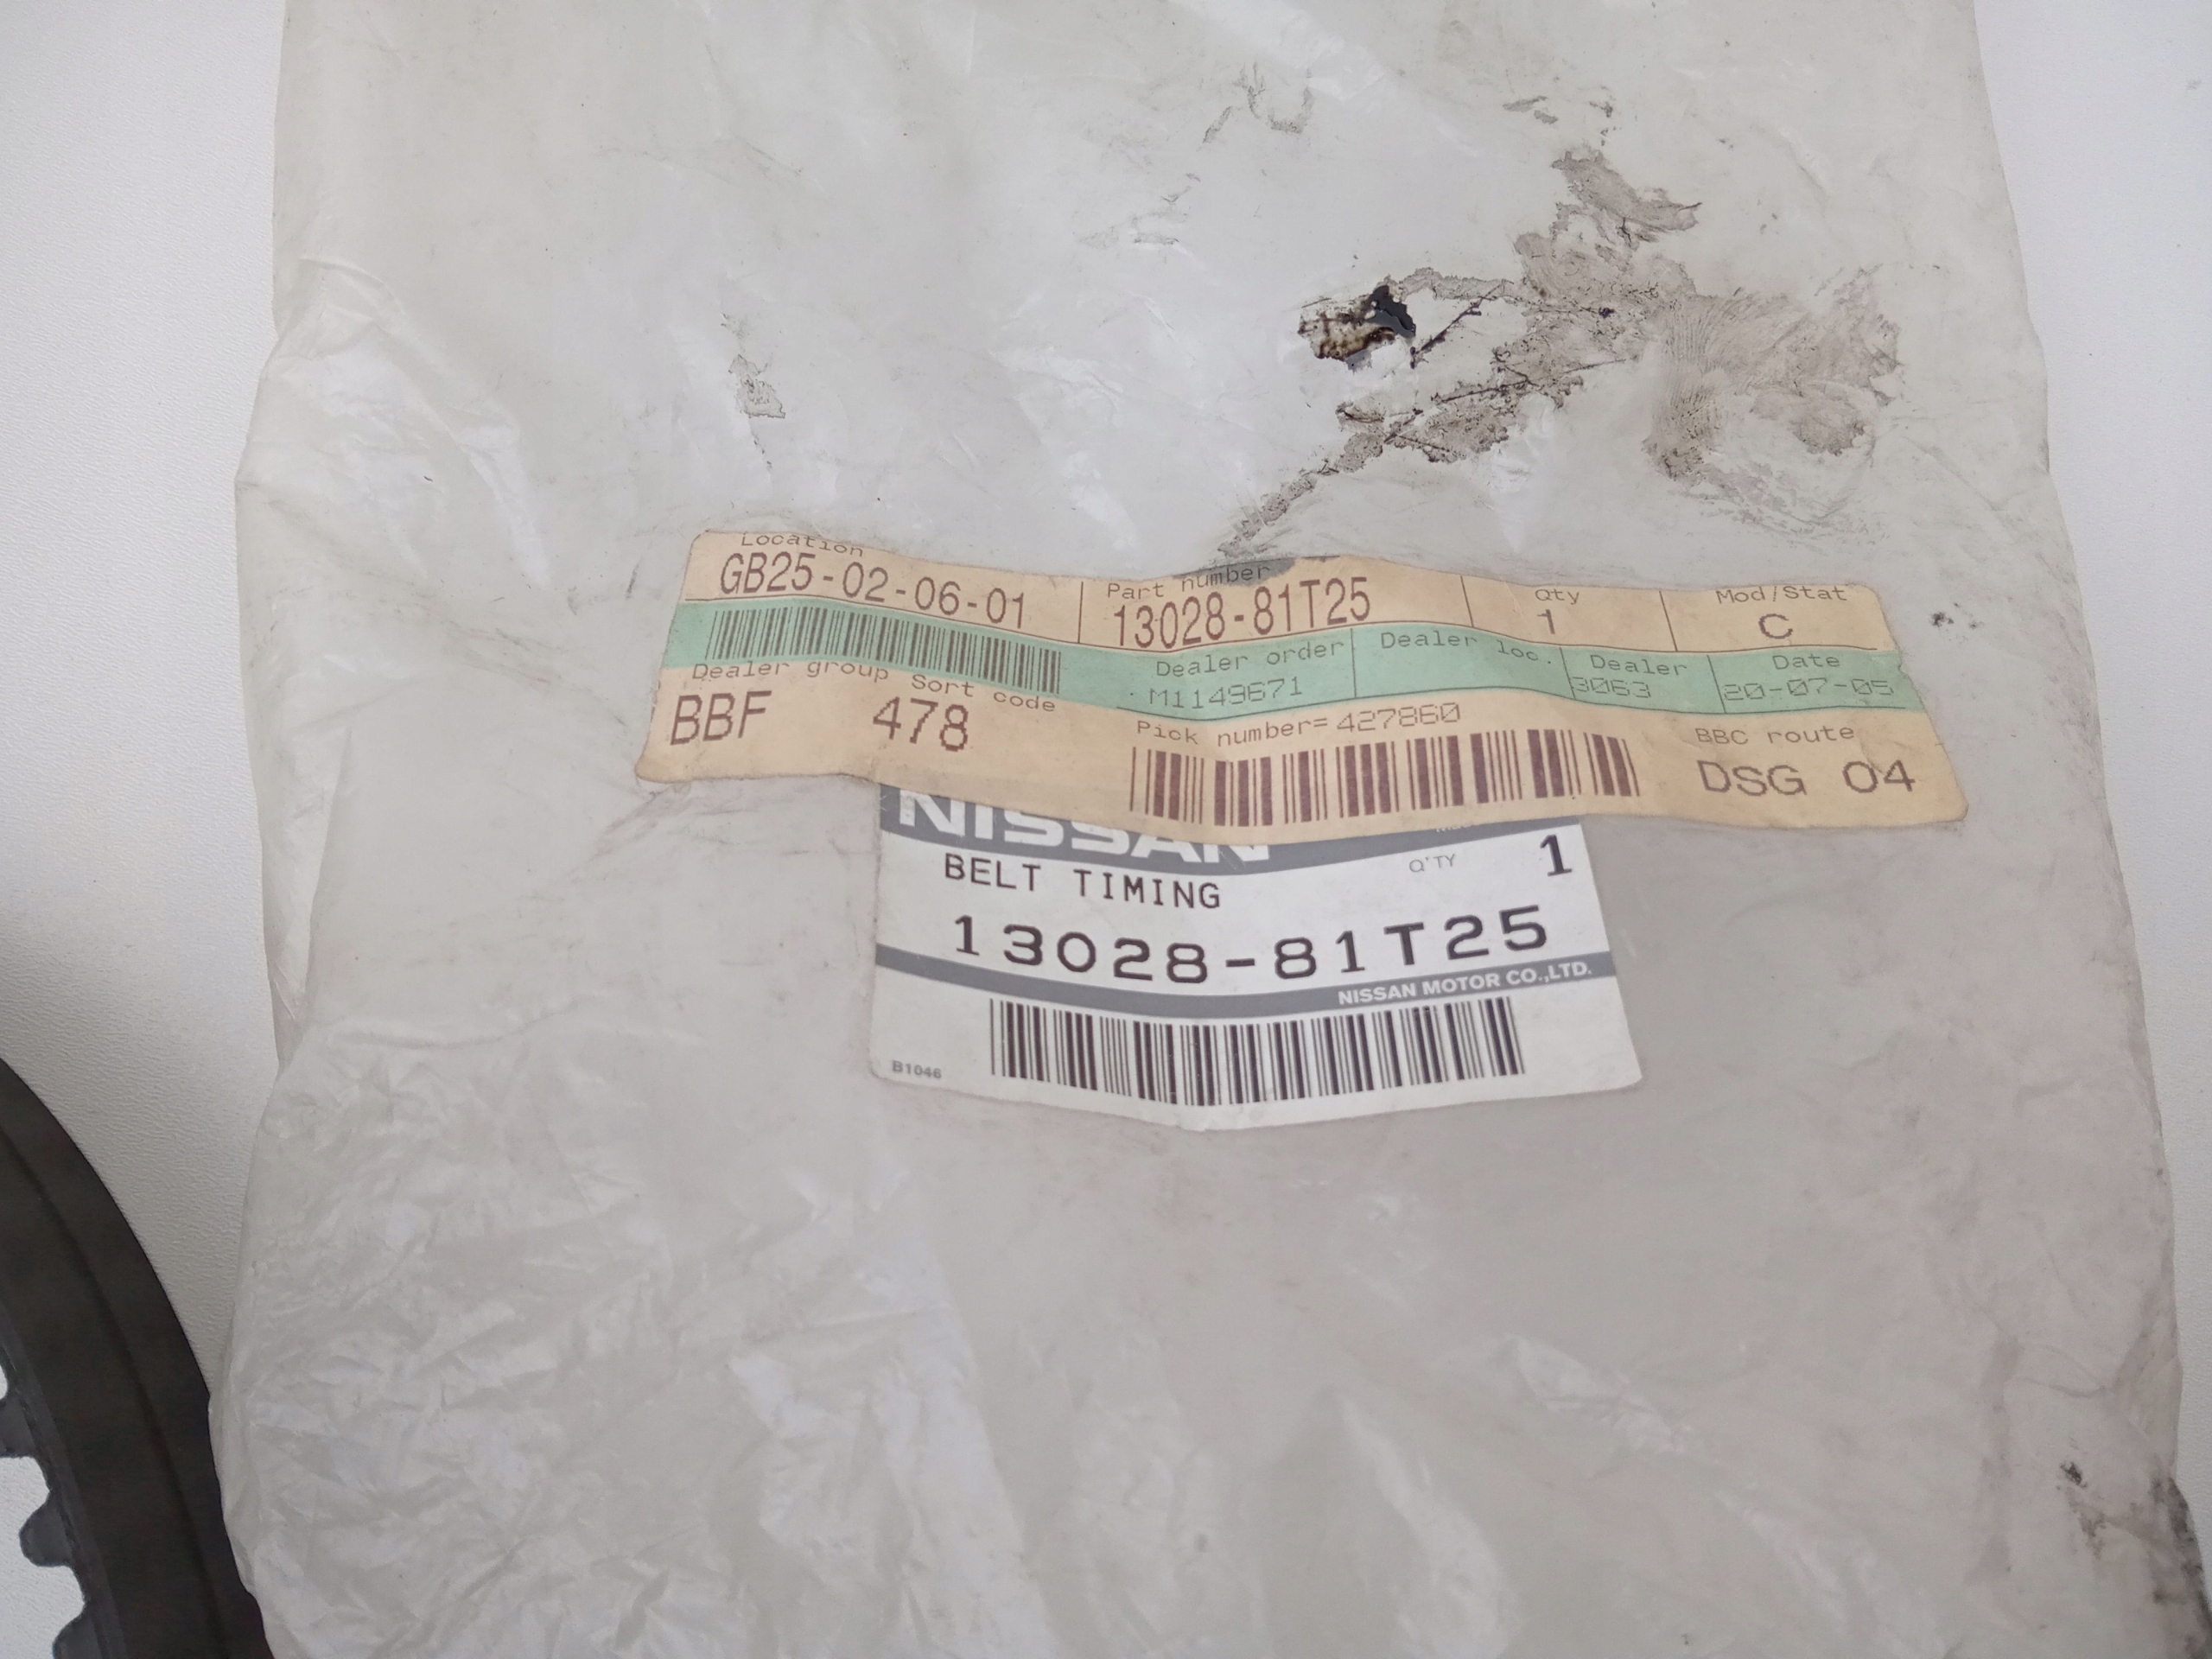 Location Part number Qty Mod/Stat
GB25-02-06-01 13028-81T25 1 C
Dealer order Dealer loc. Dealer Date
M1149671 3063 20-07-05
Dealer group Sort code Pick number=427860 BBC route
BBF 478 DSG 04
NISSAN
BELT TIMING Q'TY 1
13028-81T25
NISSAN MOTOR CO.,LTD.
B1046